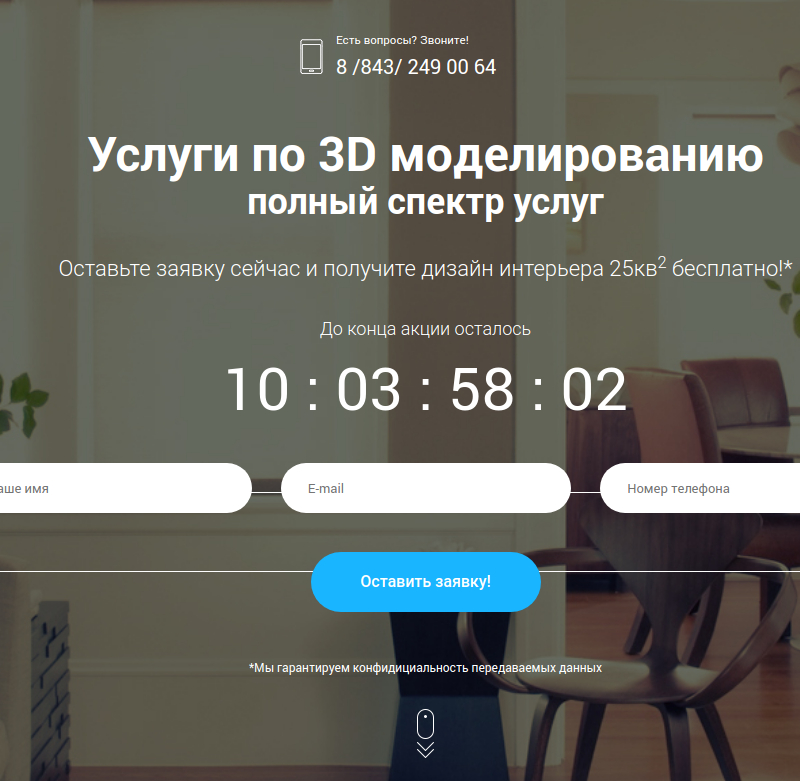 Есть вопросы? Звоните!
8 /843/ 249 00 64
Услуги по 3D моделированию
полный спектр услуг
Оставьте заявку сейчас и получите дизайн интерьера 25кв² бесплатно!*
До конца акции осталось
10 : 03 : 58 : 02
аше имя E-mail Номер телефона
Оставить заявку!
*Мы гарантируем конфидициальность передаваемых данных